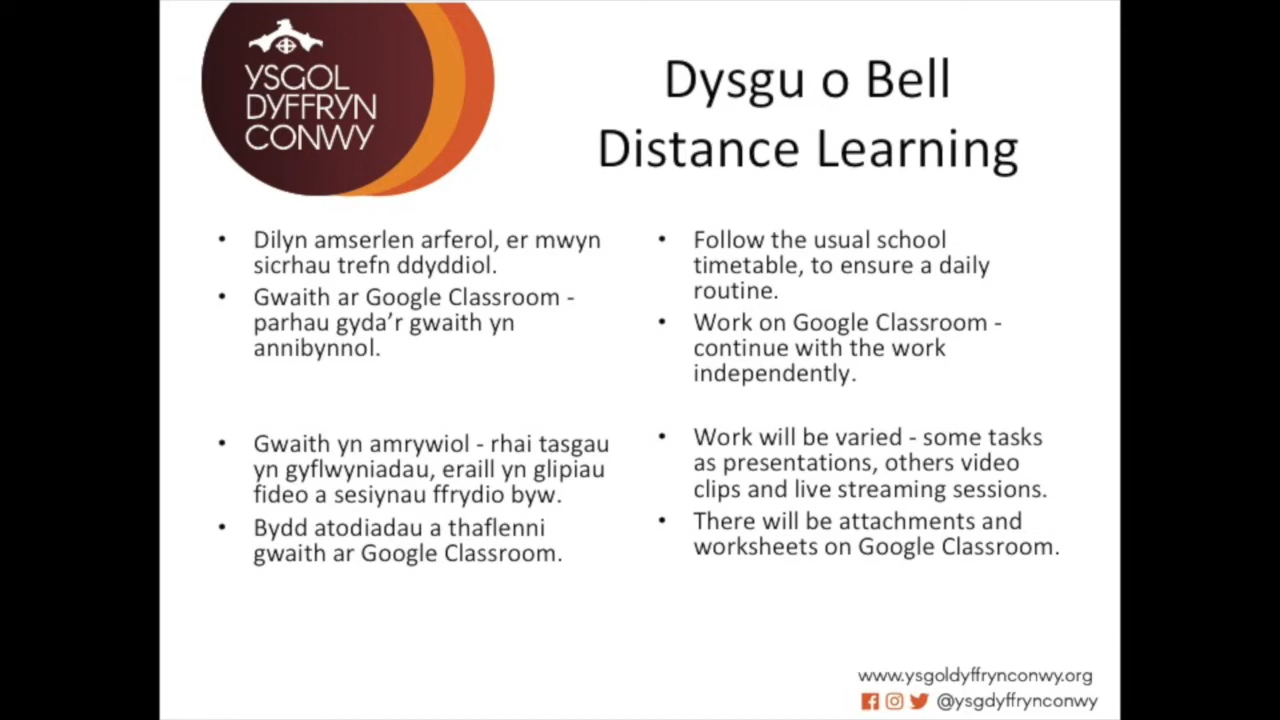 YSGOL
DYFFRYN
CONWY
Dysgu o Bell
Distance Learning
• Dilyn amserlen arferol, er mwyn
sicrhau trefn ddyddiol.
• Gwaith ar Google Classroom -
parhau gyda’r gwaith yn
annibynnol.
• Gwaith yn amrywiol - rhai tasgau
yn gyflwyniadau, eraill yn glipiau
fideo a sesiynau ffrydio byw.
• Bydd atodiadau a thaflenni
gwaith ar Google Classroom.
• Follow the usual school
timetable, to ensure a daily
routine.
• Work on Google Classroom -
continue with the work
independently.
• Work will be varied - some tasks
as presentations, others video
clips and live streaming sessions.
• There will be attachments and
worksheets on Google Classroom.
www.ysgoldyffrynconwy.org
@ysgdyffrynconwy